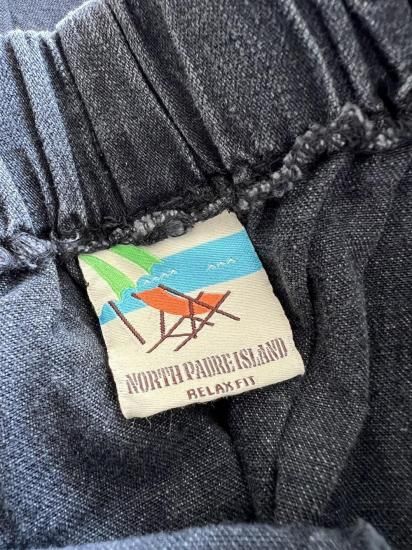 NORTH PADRE ISLAND
RELAX FIT